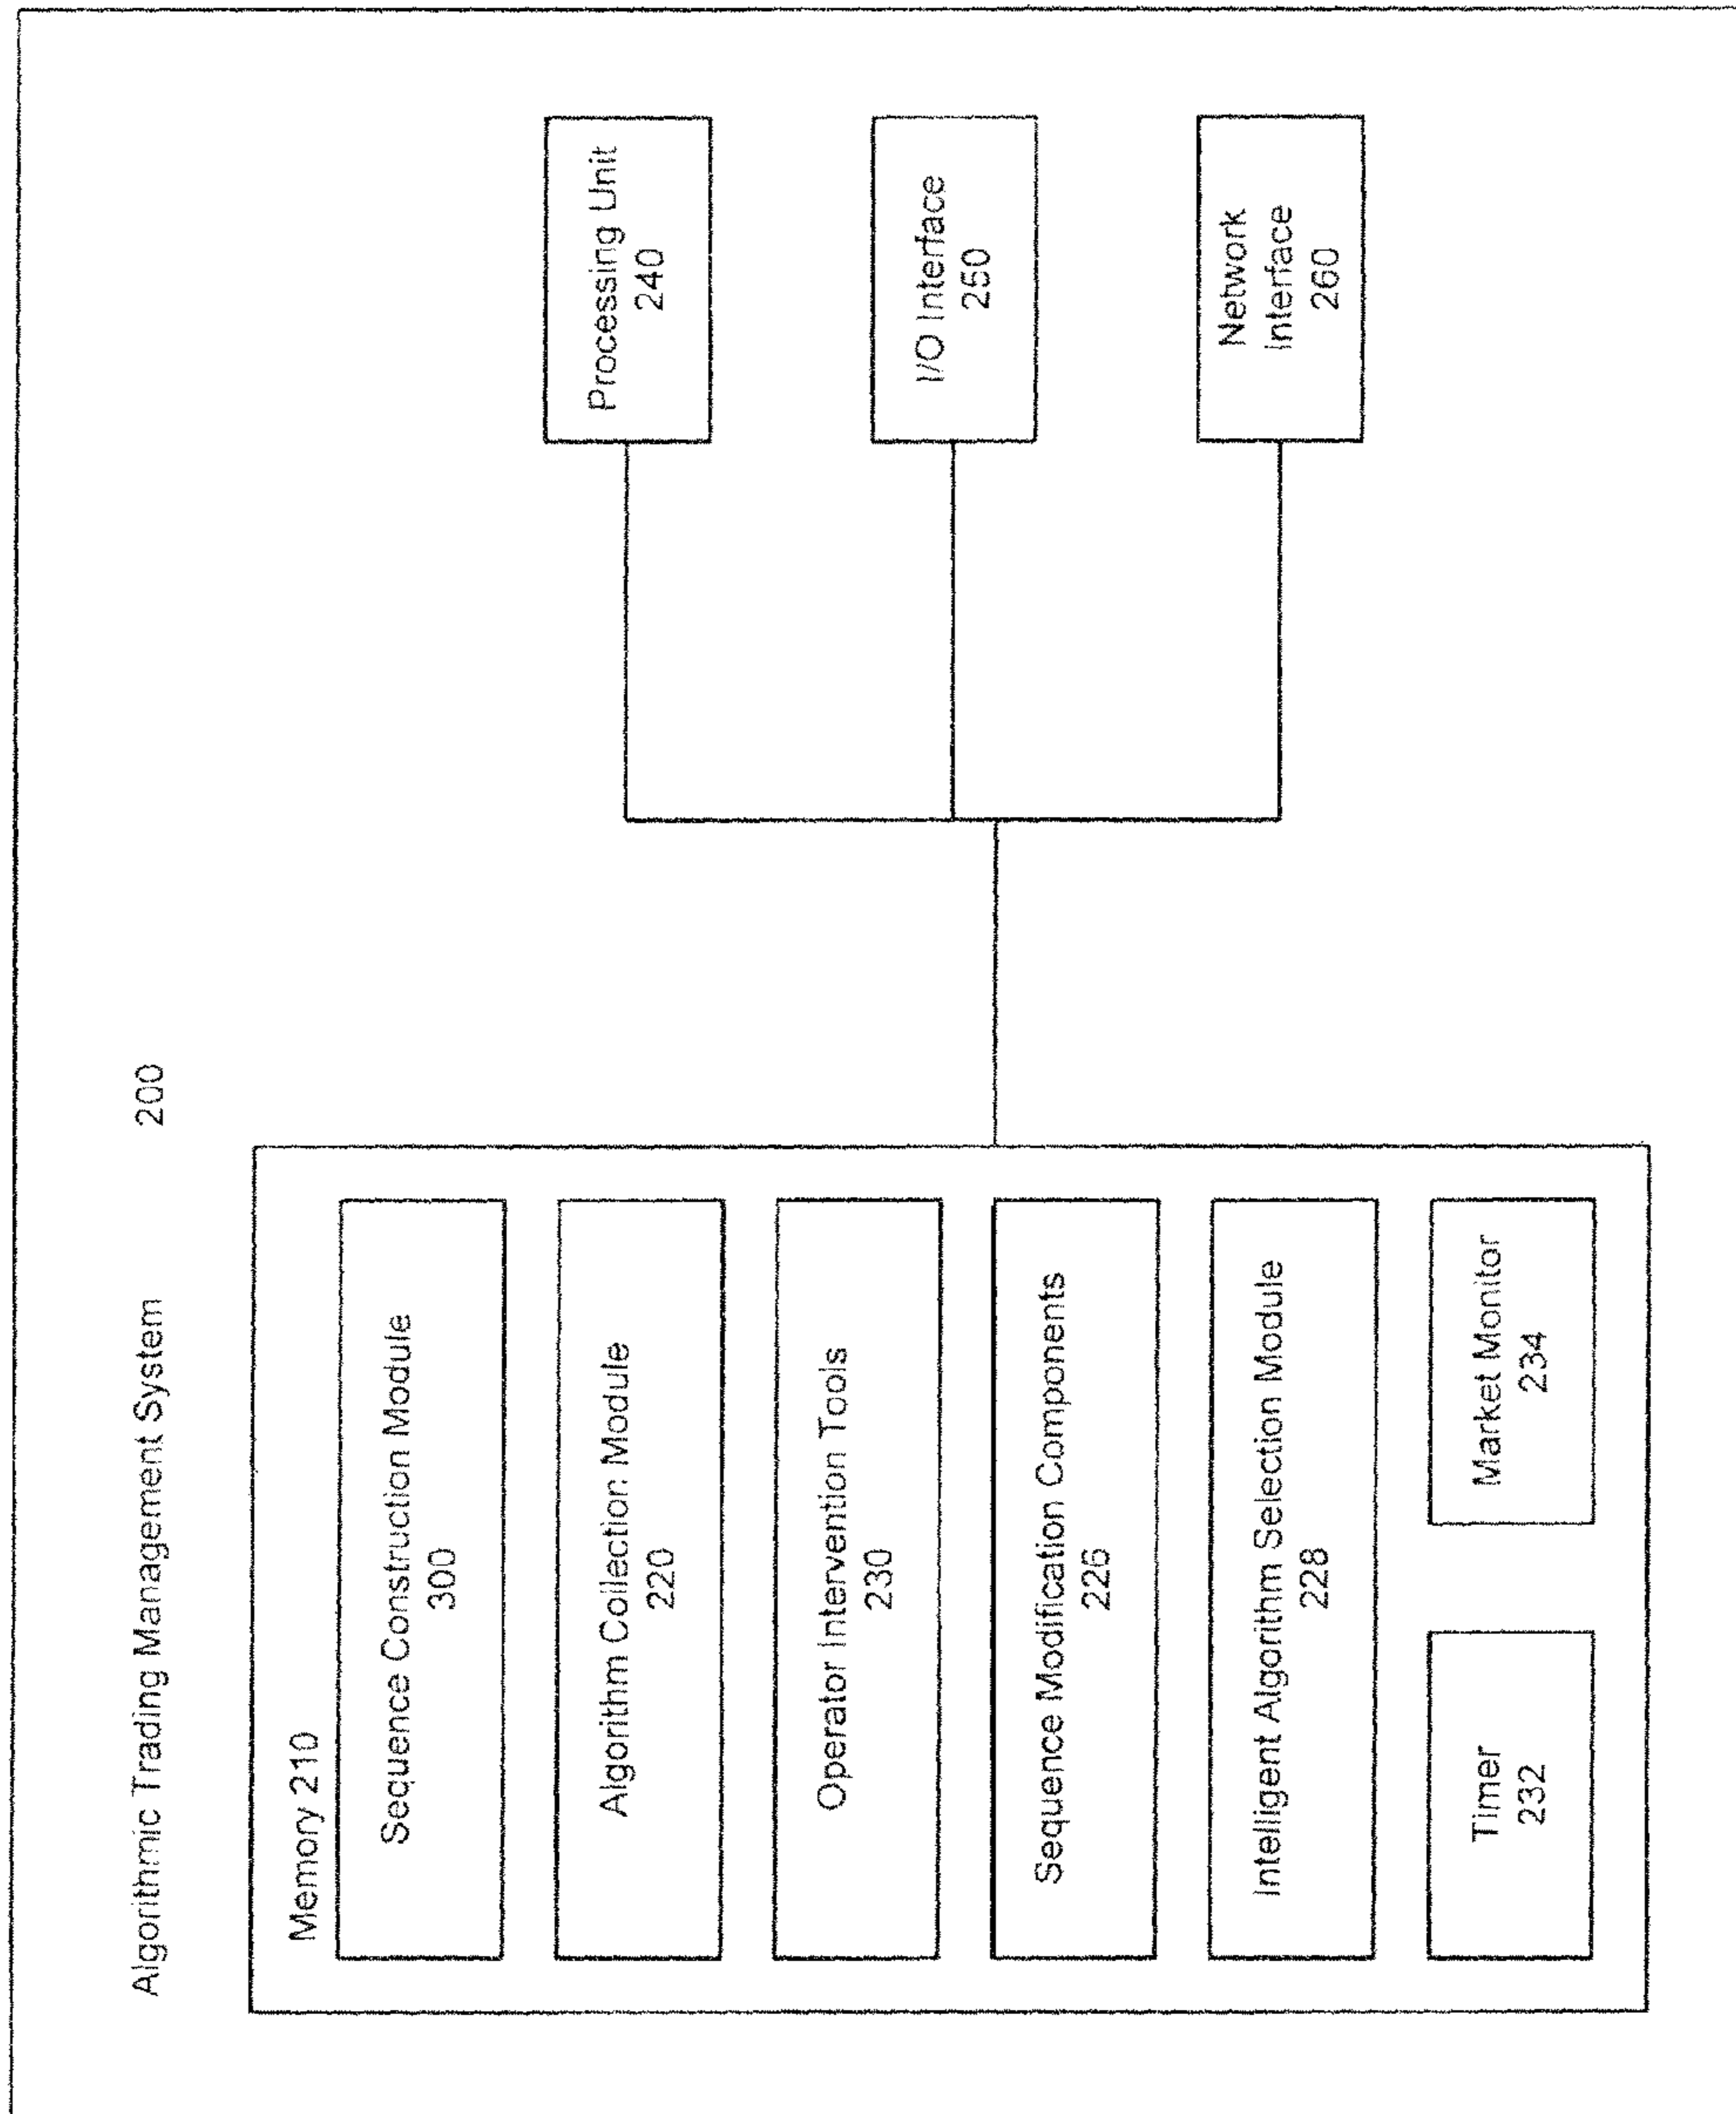 Algorithmic Trading Management System 200
Memory 210
Sequence Construction Module
300
Algorithm Collection Module
220
Operator Intervention Tools
230
Sequence Modification Components
226
Intelligent Algorithm Selection Module
228
Timer
232
Market Monitor
234
Processing Unit
240
I/O Interface
250
Network
Interface
260